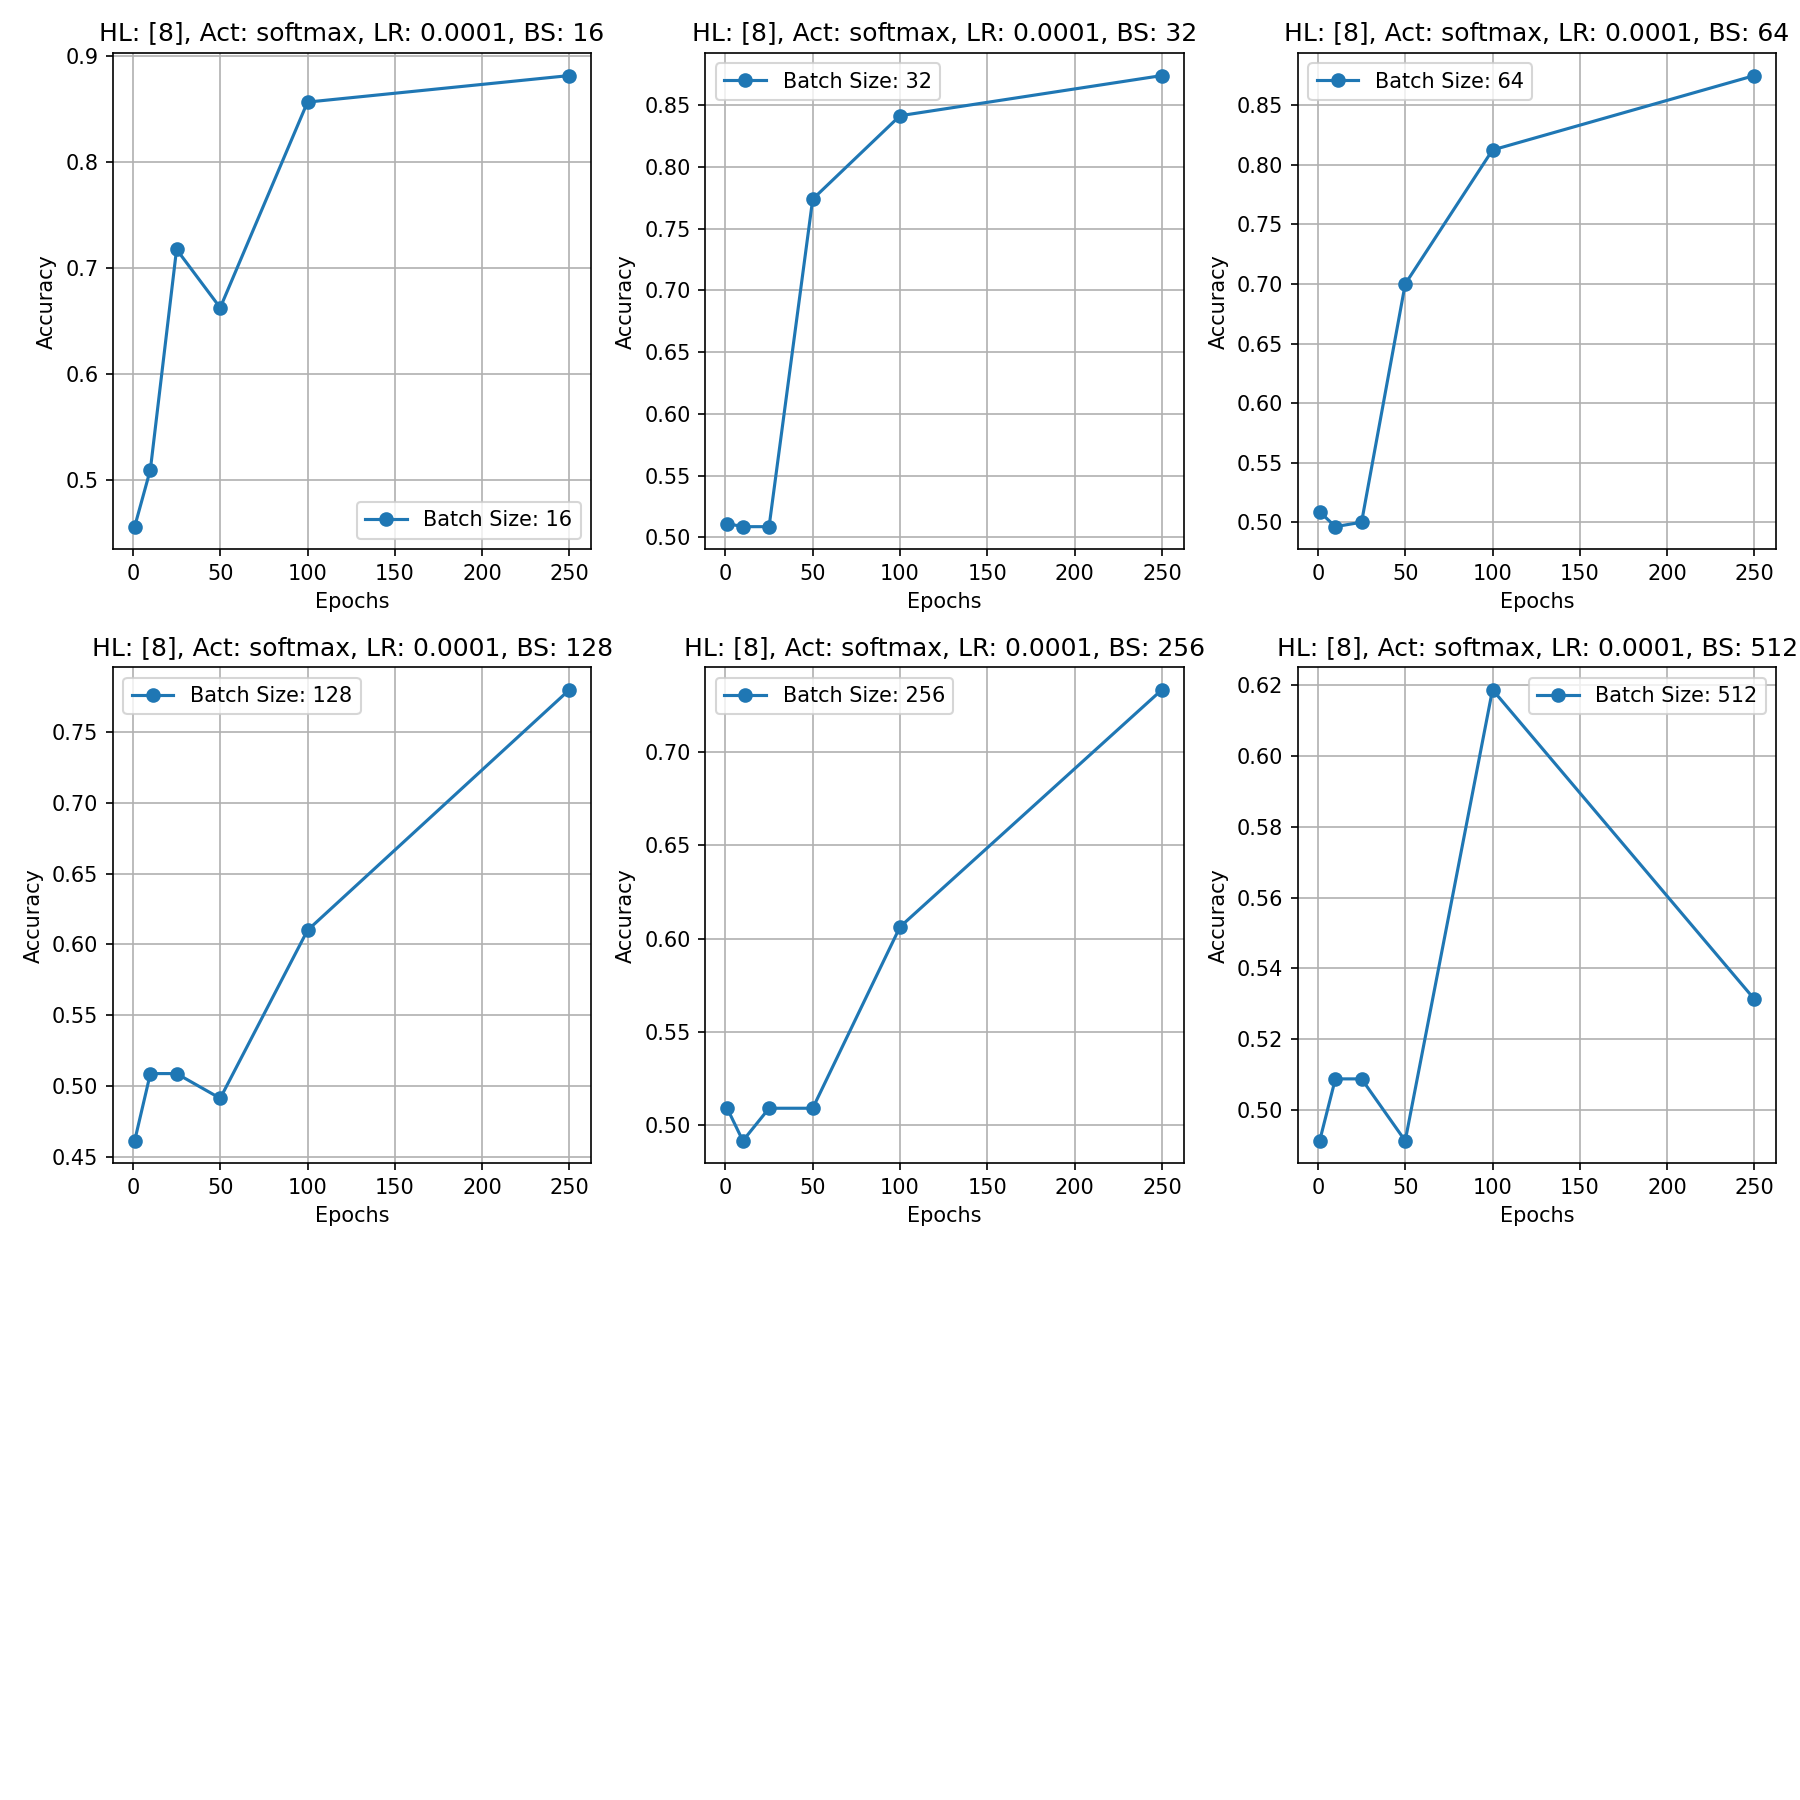 HL: [8], Act: softmax, LR: 0.0001, BS: 16
0.9
0.8
0.7
0.6
0.5
Accuracy
Batch Size: 16
0 50 100 150 200 250
Epochs
HL: [8], Act: softmax, LR: 0.0001, BS: 32
Batch Size: 32
0.85
0.80
0.75
0.70
0.65
0.60
0.55
0.50
Accuracy
0 50 100 150 200 250
Epochs
HL: [8], Act: softmax, LR: 0.0001, BS: 64
Batch Size: 64
0.85
0.80
0.75
0.70
0.65
0.60
0.55
0.50
Accuracy
0 50 100 150 200 250
Epochs
HL: [8], Act: softmax, LR: 0.0001, BS: 128
Batch Size: 128
0.75
0.70
0.65
0.60
0.55
0.50
0.45
Accuracy
0 50 100 150 200 250
Epochs
HL: [8], Act: softmax, LR: 0.0001, BS: 256
Batch Size: 256
0.70
0.65
0.60
0.55
0.50
Accuracy
0 50 100 150 200 250
Epochs
HL: [8], Act: softmax, LR: 0.0001, BS: 512
Batch Size: 512
0.62
0.60
0.58
0.56
0.54
0.52
0.50
Accuracy
0 50 100 150 200 250
Epochs